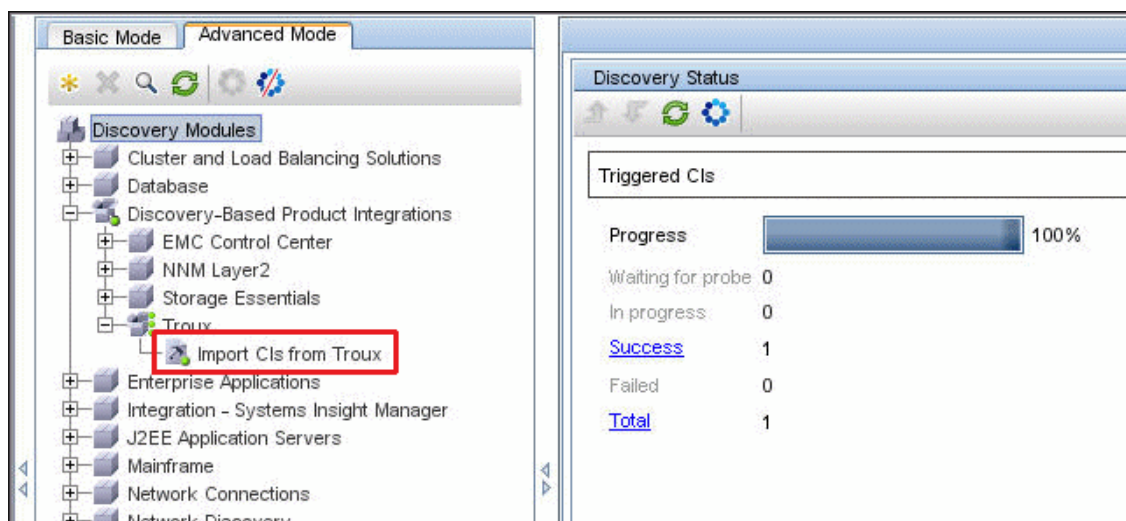 Basic Mode
Advanced Mode
Discovery Modules
Cluster and Load Balancing Solutions
Database
Discovery-Based Product Integrations
EMC Control Center
NNM Layer2
Storage Essentials
Troux
Import CIs from Troux
Enterprise Applications
Integration - Systems Insight Manager
J2EE Application Servers
Mainframe
Network Connections
Network Discovery
Discovery Status
Triggered CIs
Progress 100%
Waiting for probe 0
In progress 0
Success 1
Failed 0
Total 1